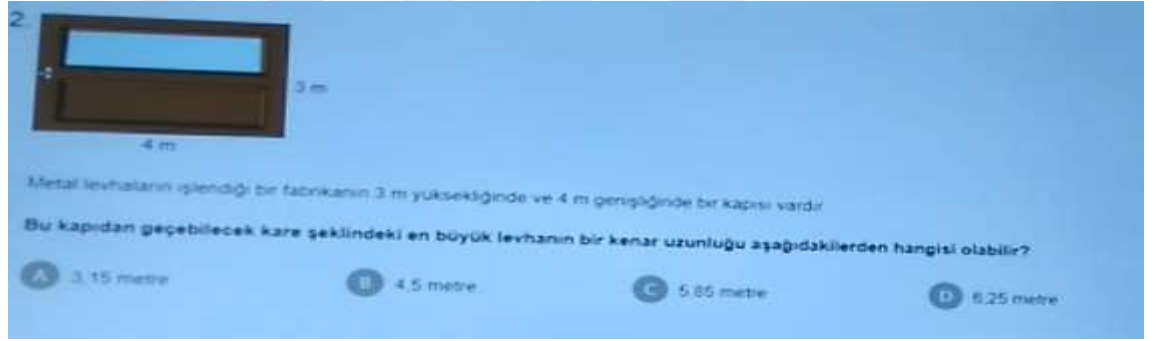 2.
3 m
4 m
Metal levhaların işlendiği bir fabrikanın 3 m yüksekliğinde ve 4 m genişliğinde bir kapısı vardır
Bu kapıdan geçebilecek kare şeklindeki en büyük levhanın bir kenar uzunluğu aşağıdakilerden hangisi olabilir?
A 3,15 metre B 4,5 metre C 5,85 metre D 6,25 metre